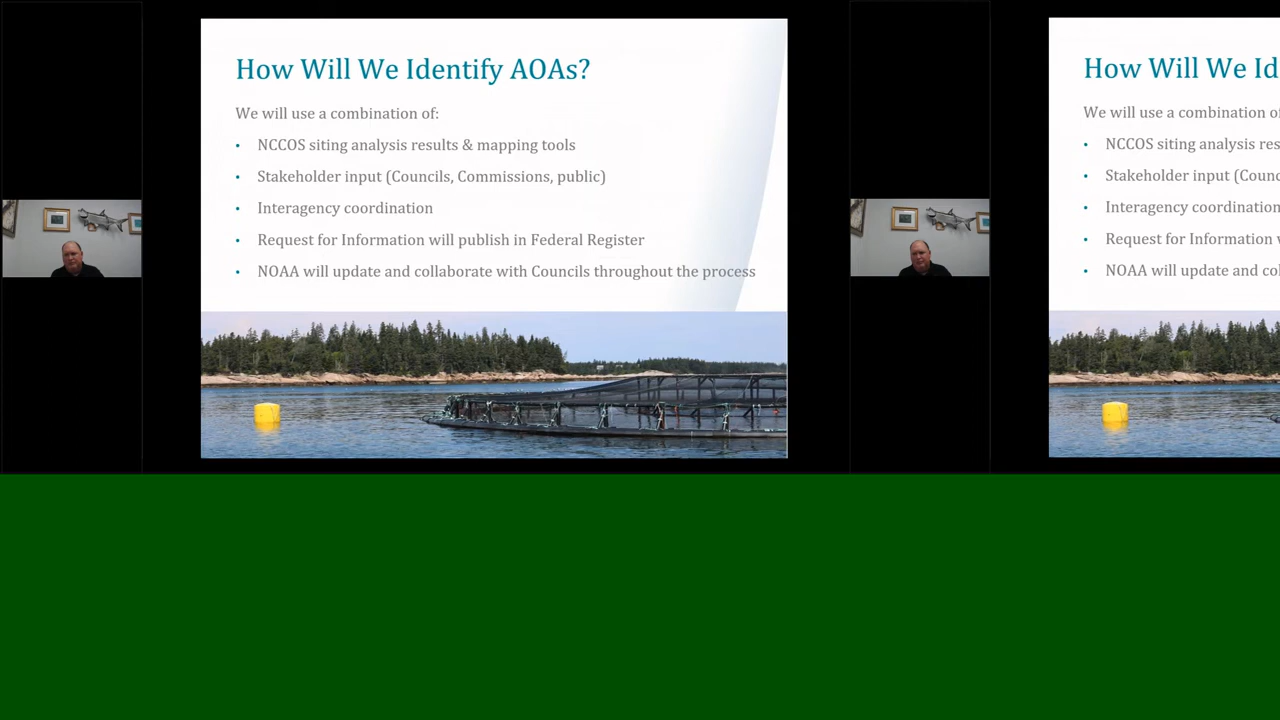 How Will We Identify AOAs?
We will use a combination of:
• NCCOS siting analysis results & mapping tools
• Stakeholder input (Councils, Commissions, public)
• Interagency coordination
• Request for Information will publish in Federal Register
• NOAA will update and collaborate with Councils throughout the process
How Will We Id
We will use a combination of
• NCCOS siting analysis res
• Stakeholder input (Counc
• Interagency coordination
• Request for Information w
• NOAA will update and col